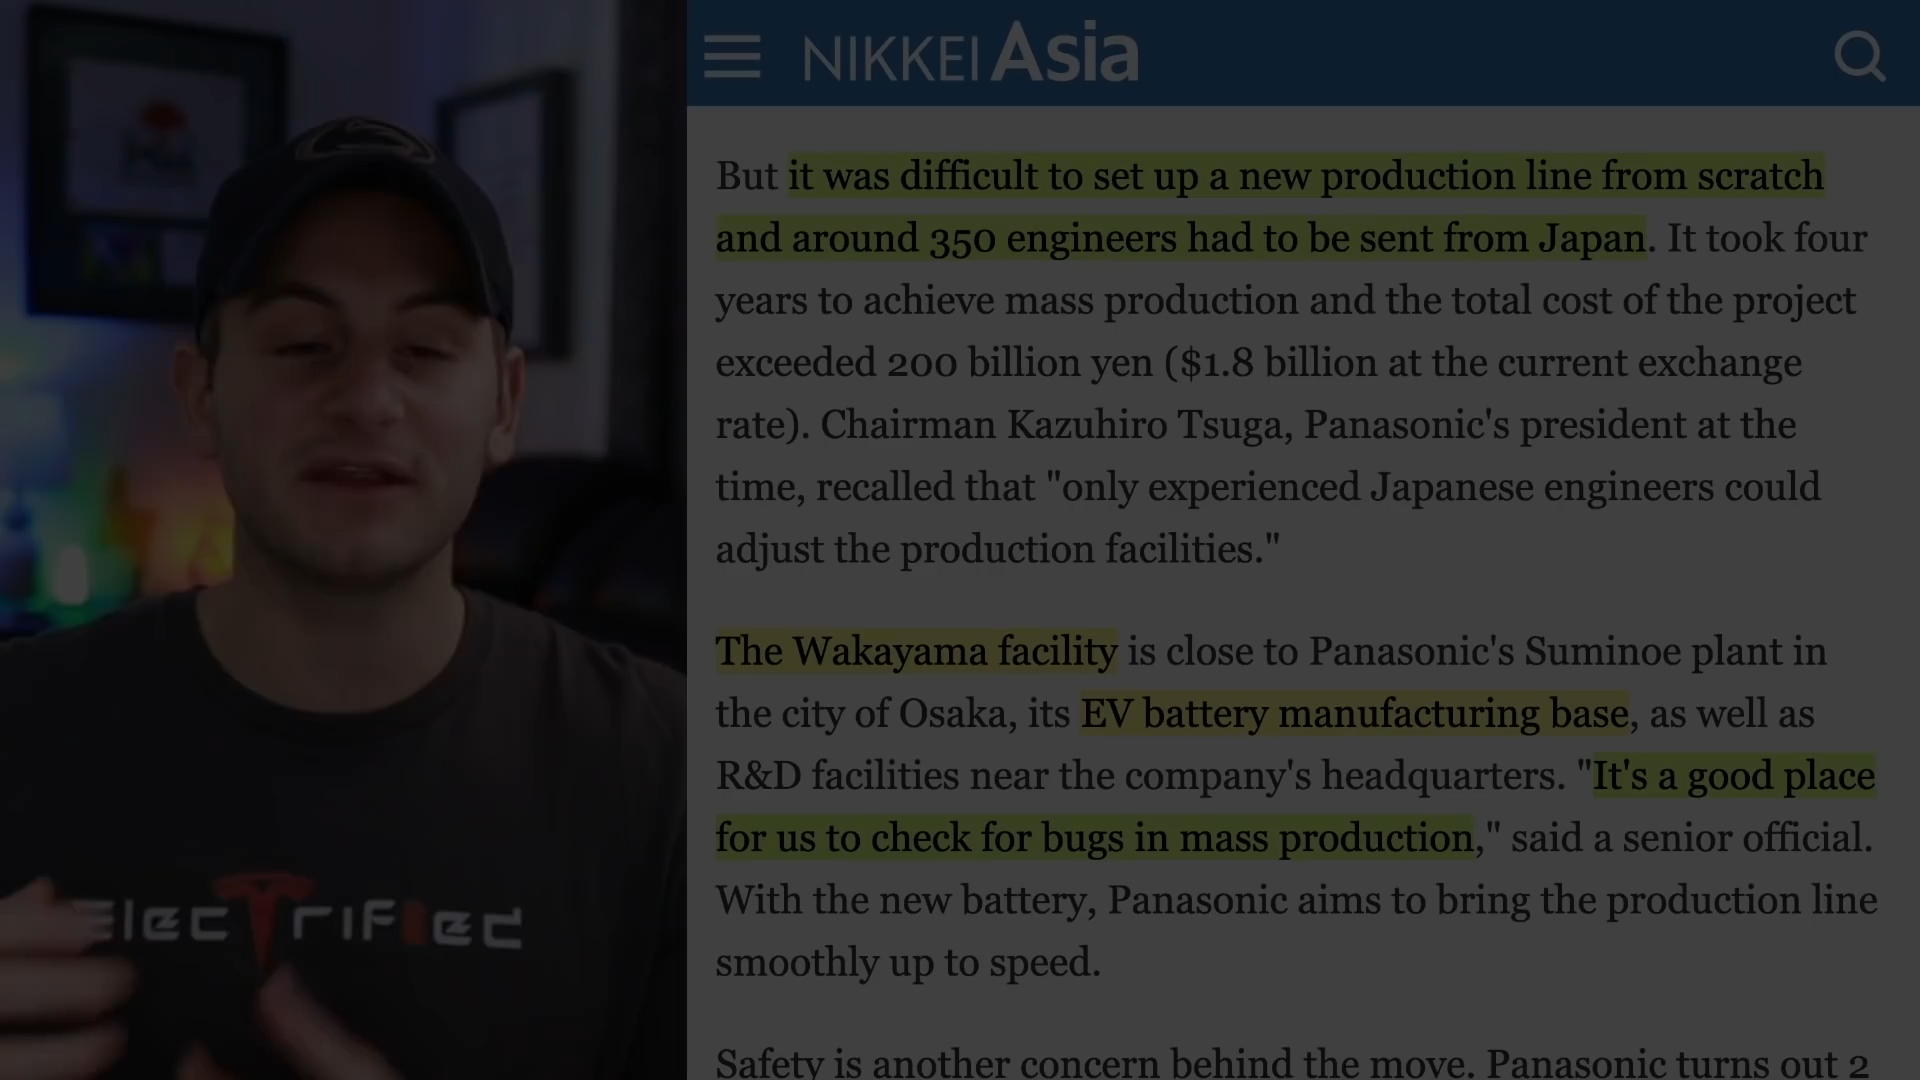 NIKKEI Asia
But it was difficult to set up a new production line from scratch
and around 350 engineers had to be sent from Japan. It took four
years to achieve mass production and the total cost of the project
exceeded 200 billion yen ($1.8 billion at the current exchange
rate). Chairman Kazuhiro Tsuga, Panasonic's president at the
time, recalled that "only experienced Japanese engineers could
adjust the production facilities."
The Wakayama facility is close to Panasonic's Suminoe plant in
the city of Osaka, its EV battery manufacturing base, as well as
R&D facilities near the company's headquarters. "It's a good place
for us to check for bugs in mass production," said a senior official.
With the new battery, Panasonic aims to bring the production line
smoothly up to speed.
Safety is another concern behind the move. Panasonic turns out 2
Electrified